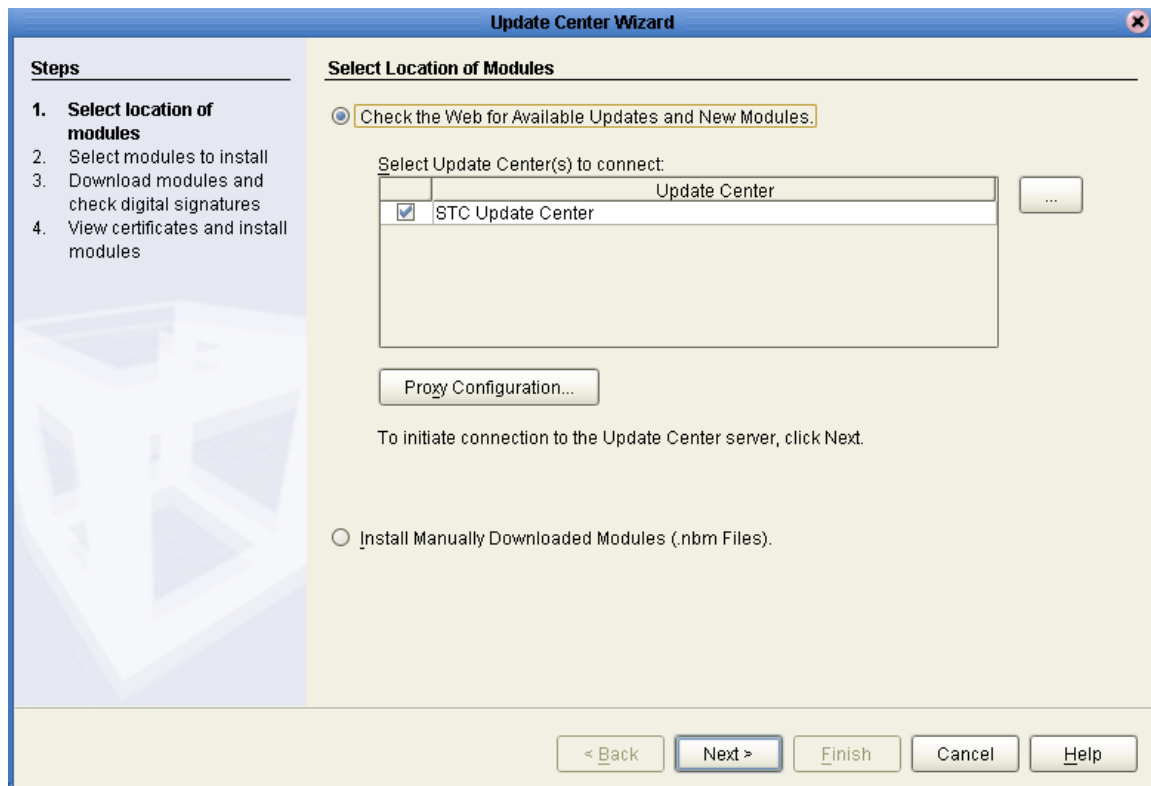 Update Center Wizard
Steps
1. Select location of
modules
2. Select modules to install
3. Download modules and
check digital signatures
4. View certificates and install
modules
Select Location of Modules
Check the Web for Available Updates and New Modules.
Select Update Center(s) to connect:
Update Center
...
STC Update Center
Proxy Configuration...
To initiate connection to the Update Center server, click Next.
Install Manually Downloaded Modules (.nbm Files).
< Back Next > Finish Cancel Help